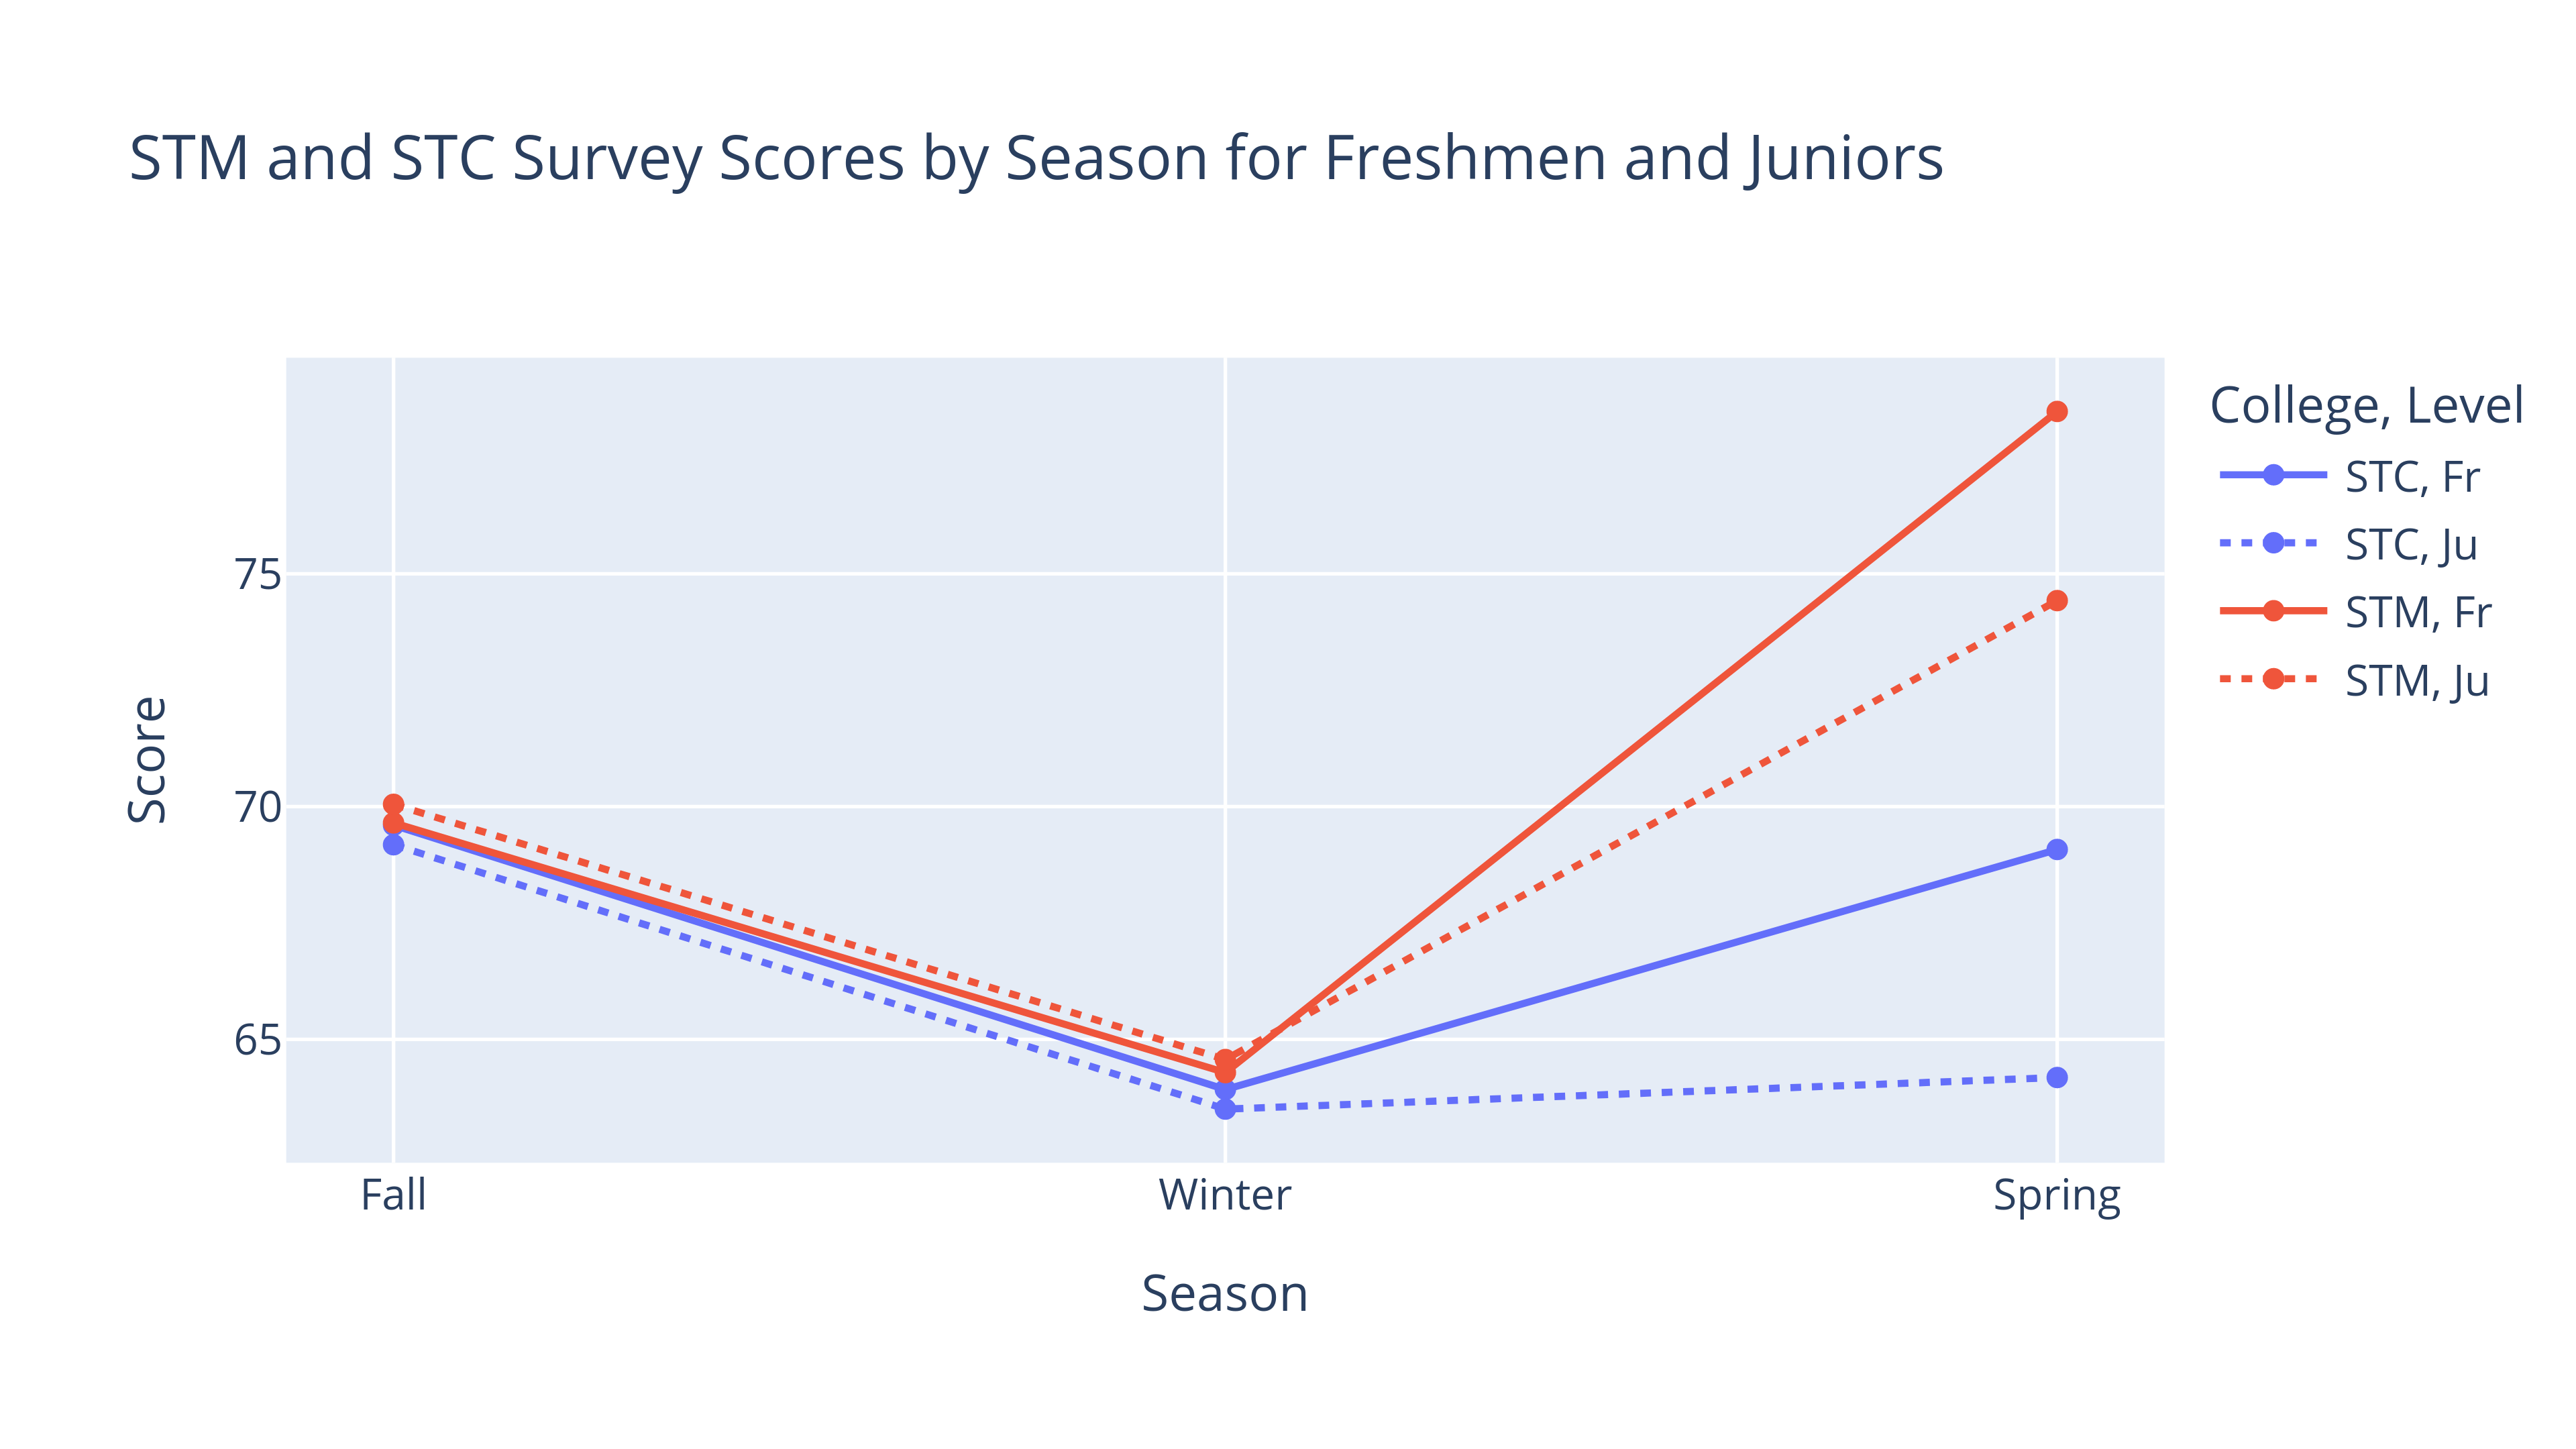 STM and STC Survey Scores by Season for Freshmen and Juniors
College, Level
STC, Fr
STC, Ju
STM, Fr
STM, Ju
Score
75
70
65
Fall
Winter
Spring
Season